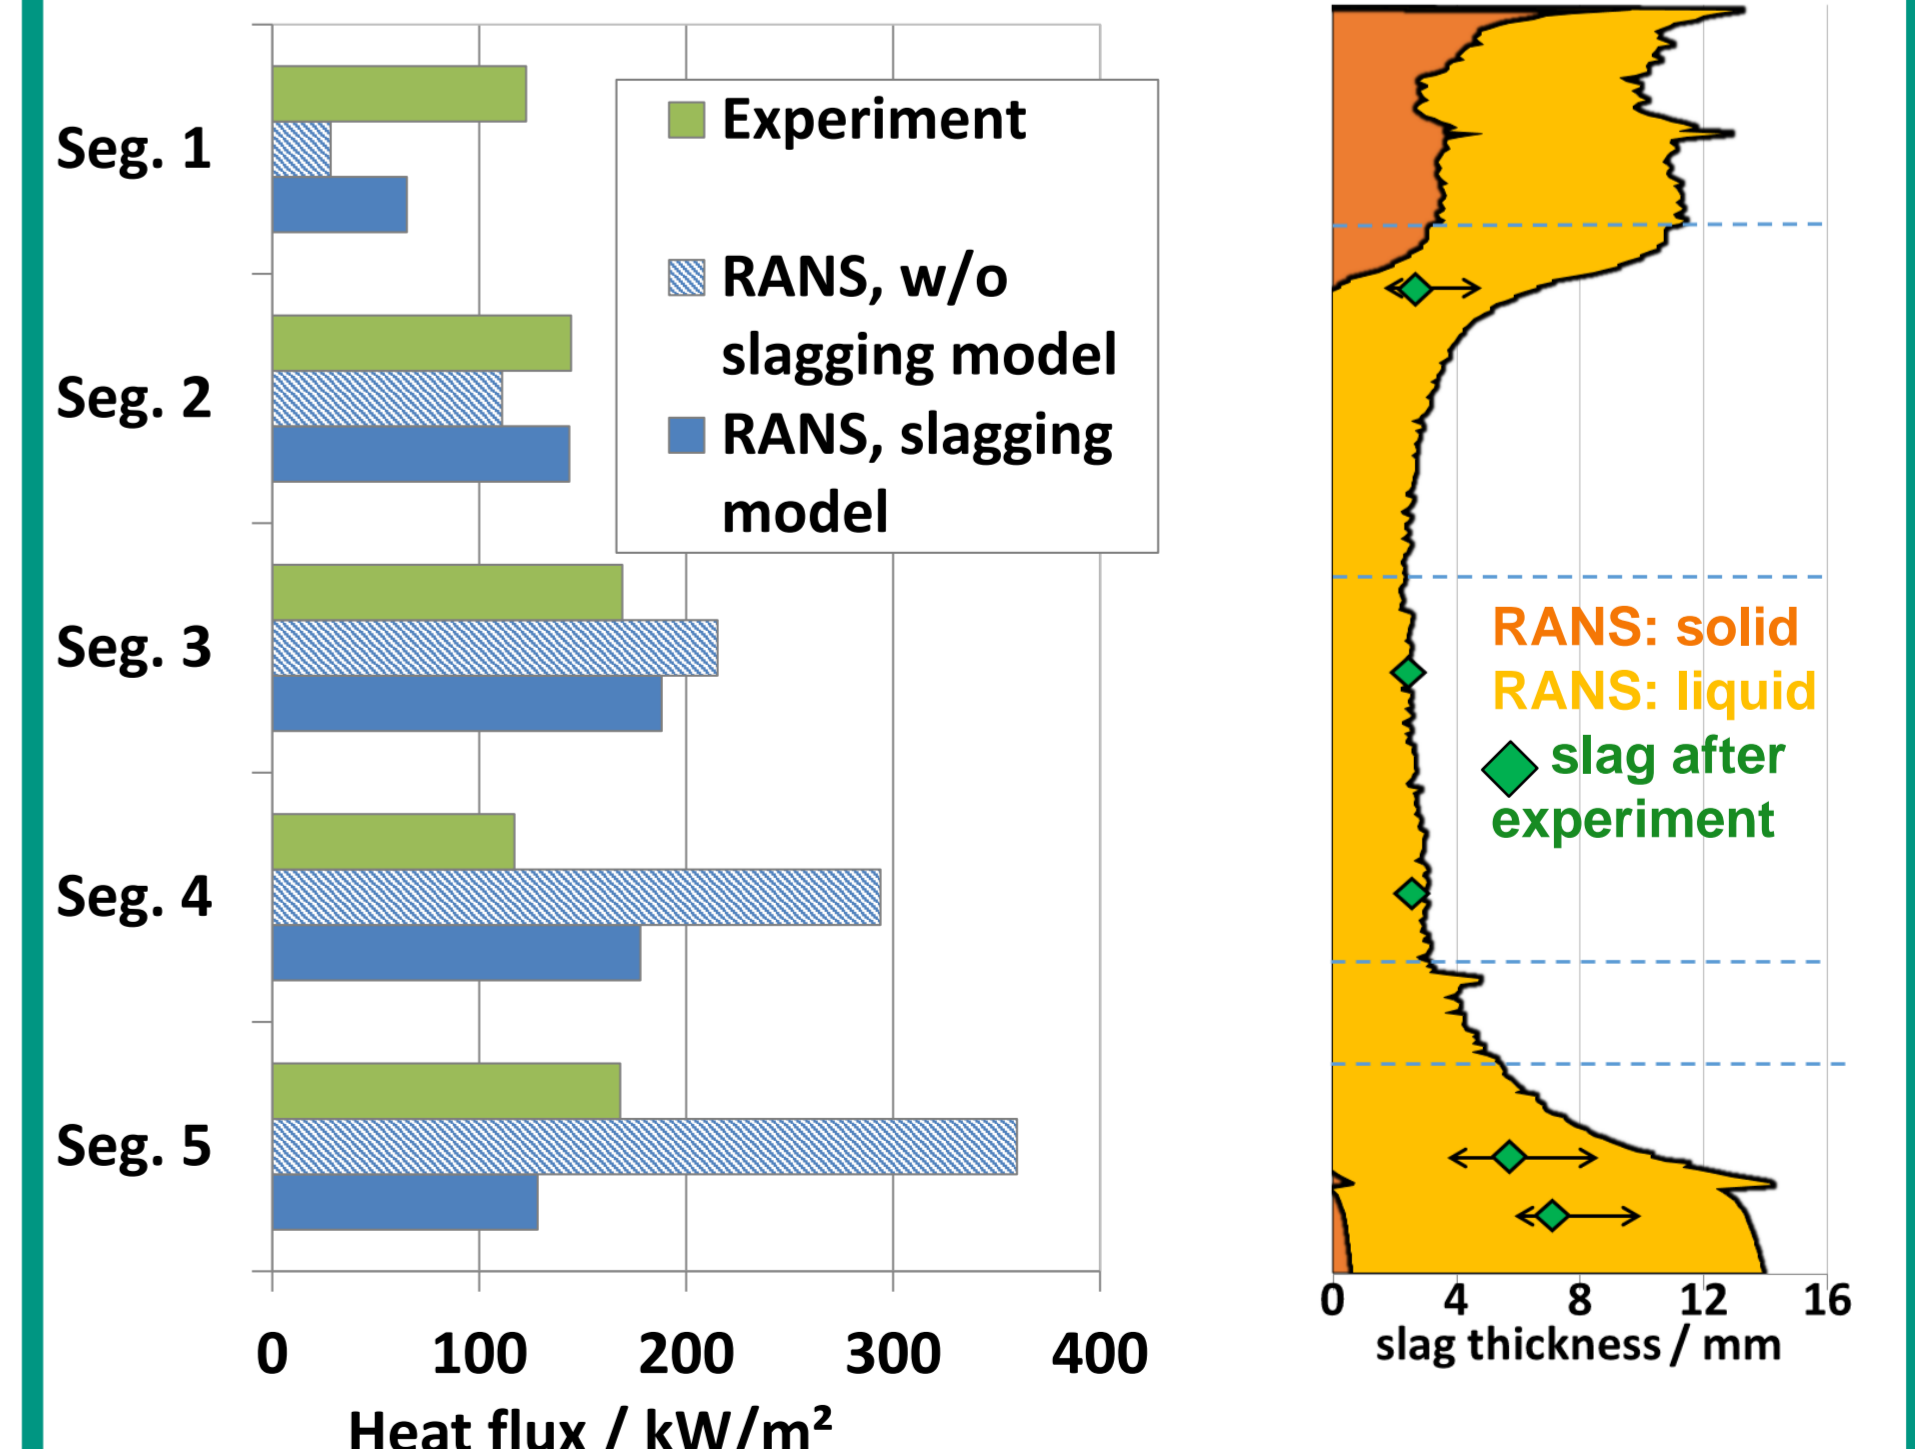 Seg. 1
Seg. 2
Seg. 3
Seg. 4
Seg. 5
Experiment
RANS, w/o
slagging model
RANS, slagging
model
0 100 200 300 400
Heat flux / kW/m²
RANS: solid
RANS: liquid
slag after
experiment
0 4 8 12 16
slag thickness / mm